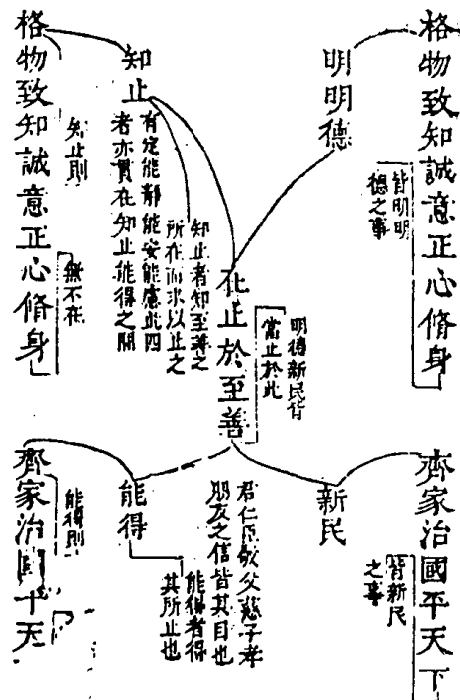 格物致知誠意正心脩身
皆明明
德之事
明明德
明德新民皆
當止於此
在止於至善
知止者知至善之
所在而求以止之
知止
有定能靜能安能慮此四
者亦貫在知止能得之間
知止則
無不在
格物致知誠意正心脩身
齊家治國平天下
皆新民
之事
新民
君仁臣敬父慈子孝
朋友之信皆其目也
能得者得
其所止也
能得
能得則
齊家治國平天